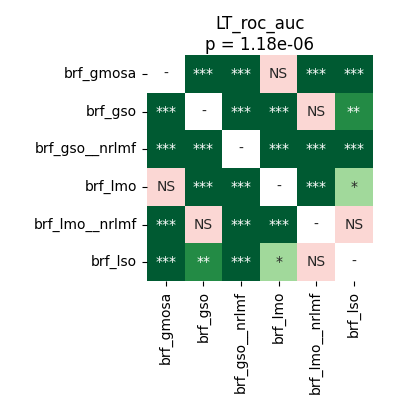 LT_roc_auc
p = 1.18e-06
brf_gmosa - *** *** NS *** ***
brf_gso *** - *** *** NS **
brf_gso__nrlmf *** *** - *** *** ***
brf_lmo NS *** *** - *** *
brf_lmo__nrlmf *** NS *** *** - NS
brf_lso *** ** *** * NS -
brf_gmosa
brf_gso
brf_gso__nrlmf
brf_lmo
brf_lmo__nrlmf
brf_lso